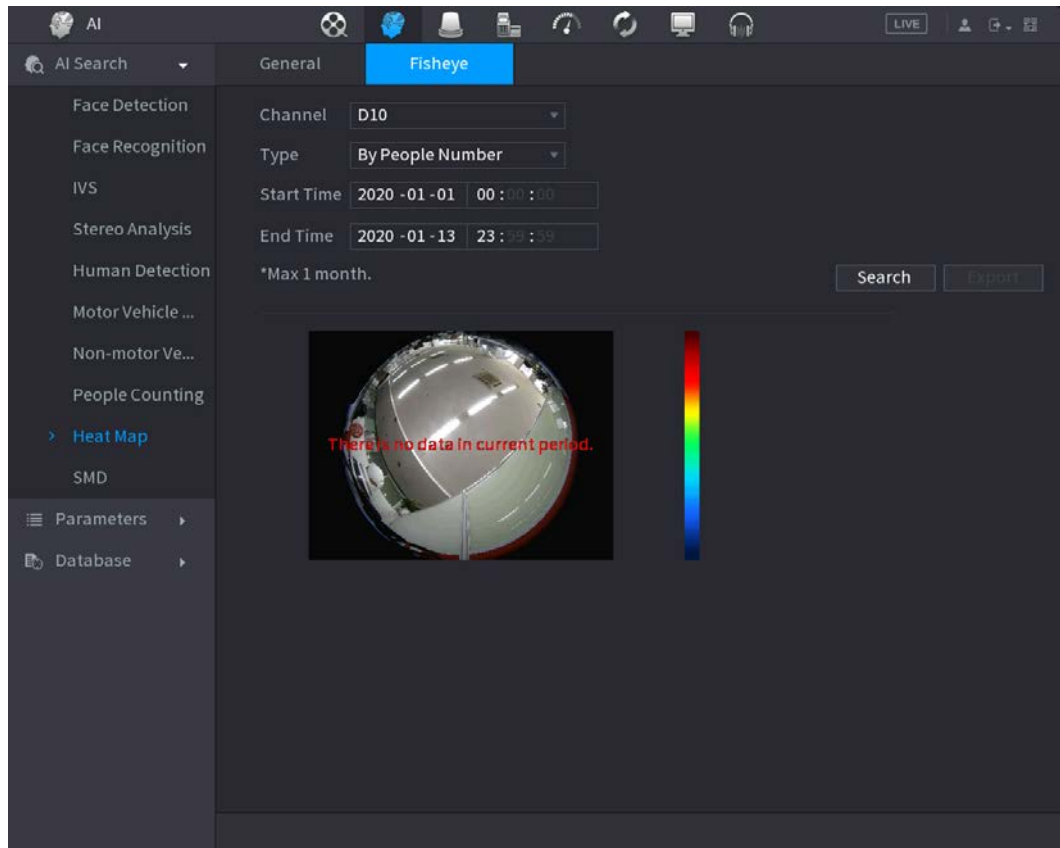 AI
LIVE
AI Search
General
Fisheye
Face Detection
Face Recognition
IVS
Stereo Analysis
Human Detection
Motor Vehicle ...
Non-motor Ve...
People Counting
Heat Map
SMD
Parameters
Database
Channel D10
Type By People Number
Start Time 2020 -01 -01 00 : 00 : 00
End Time 2020 -01 -13 23 : 59 : 59
*Max 1 month.
Search
Export
There is no data in current period.